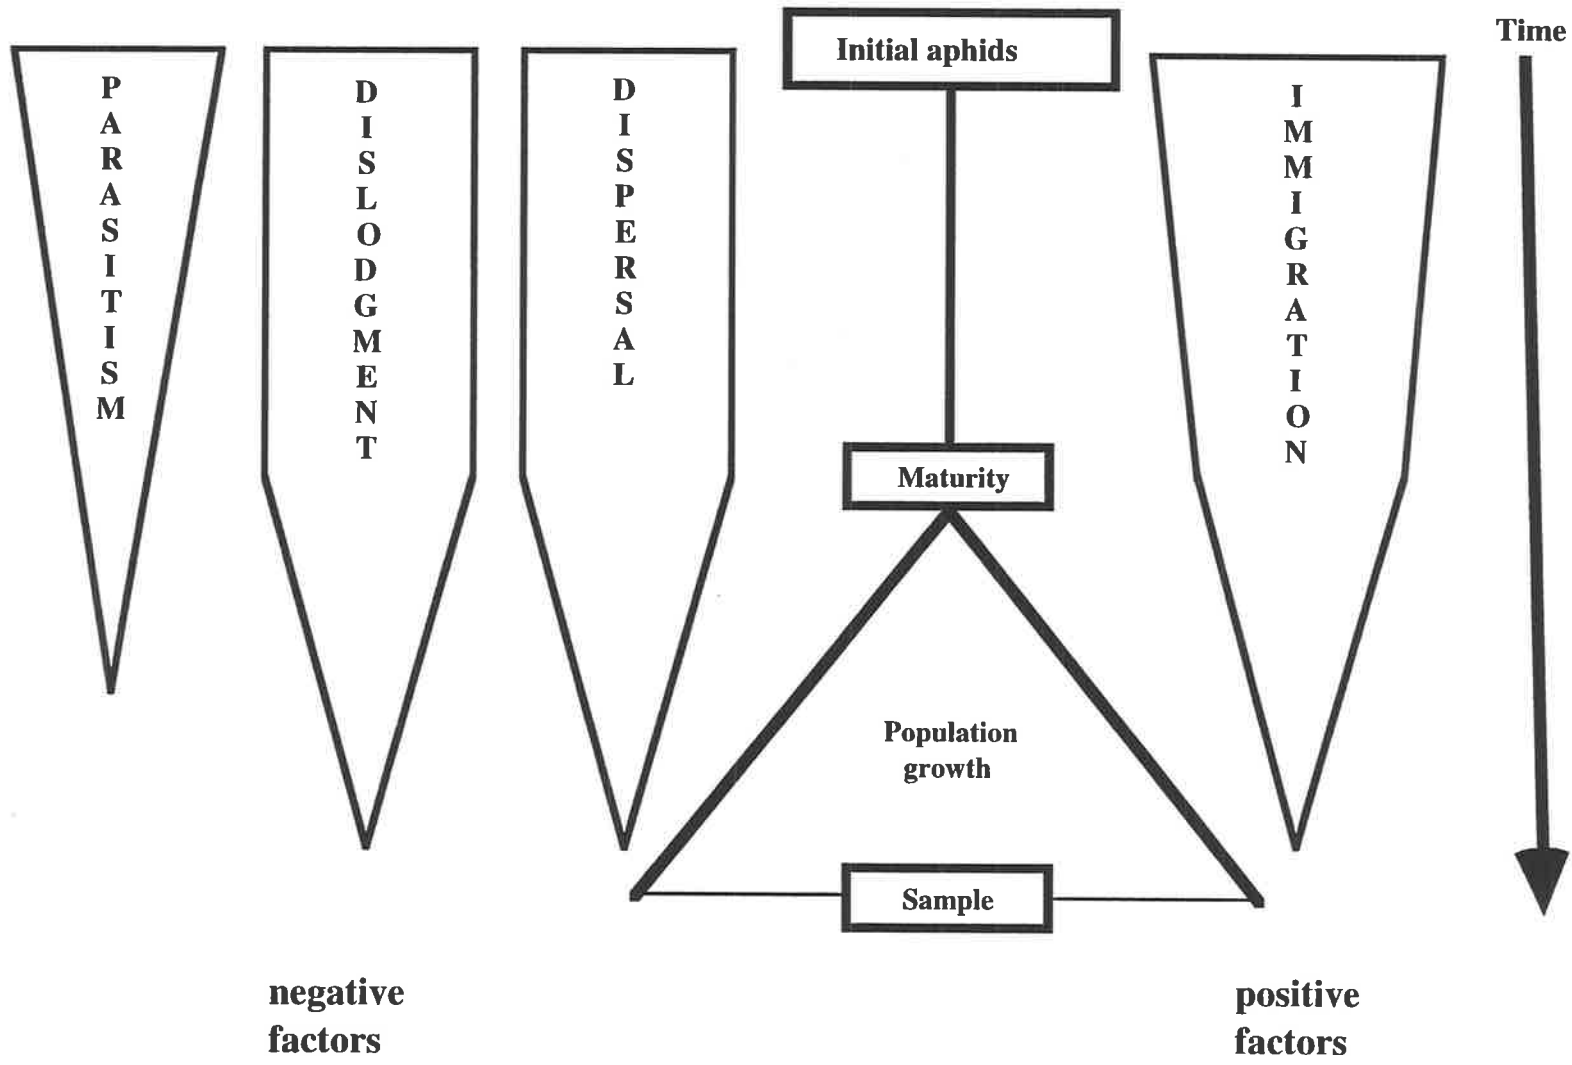 Time
Initial aphids
PARASITISM
DISLODGMENT
DISPERSAL
IMMIGRATION
Maturity
Population
growth
Sample
negative
factors
positive
factors